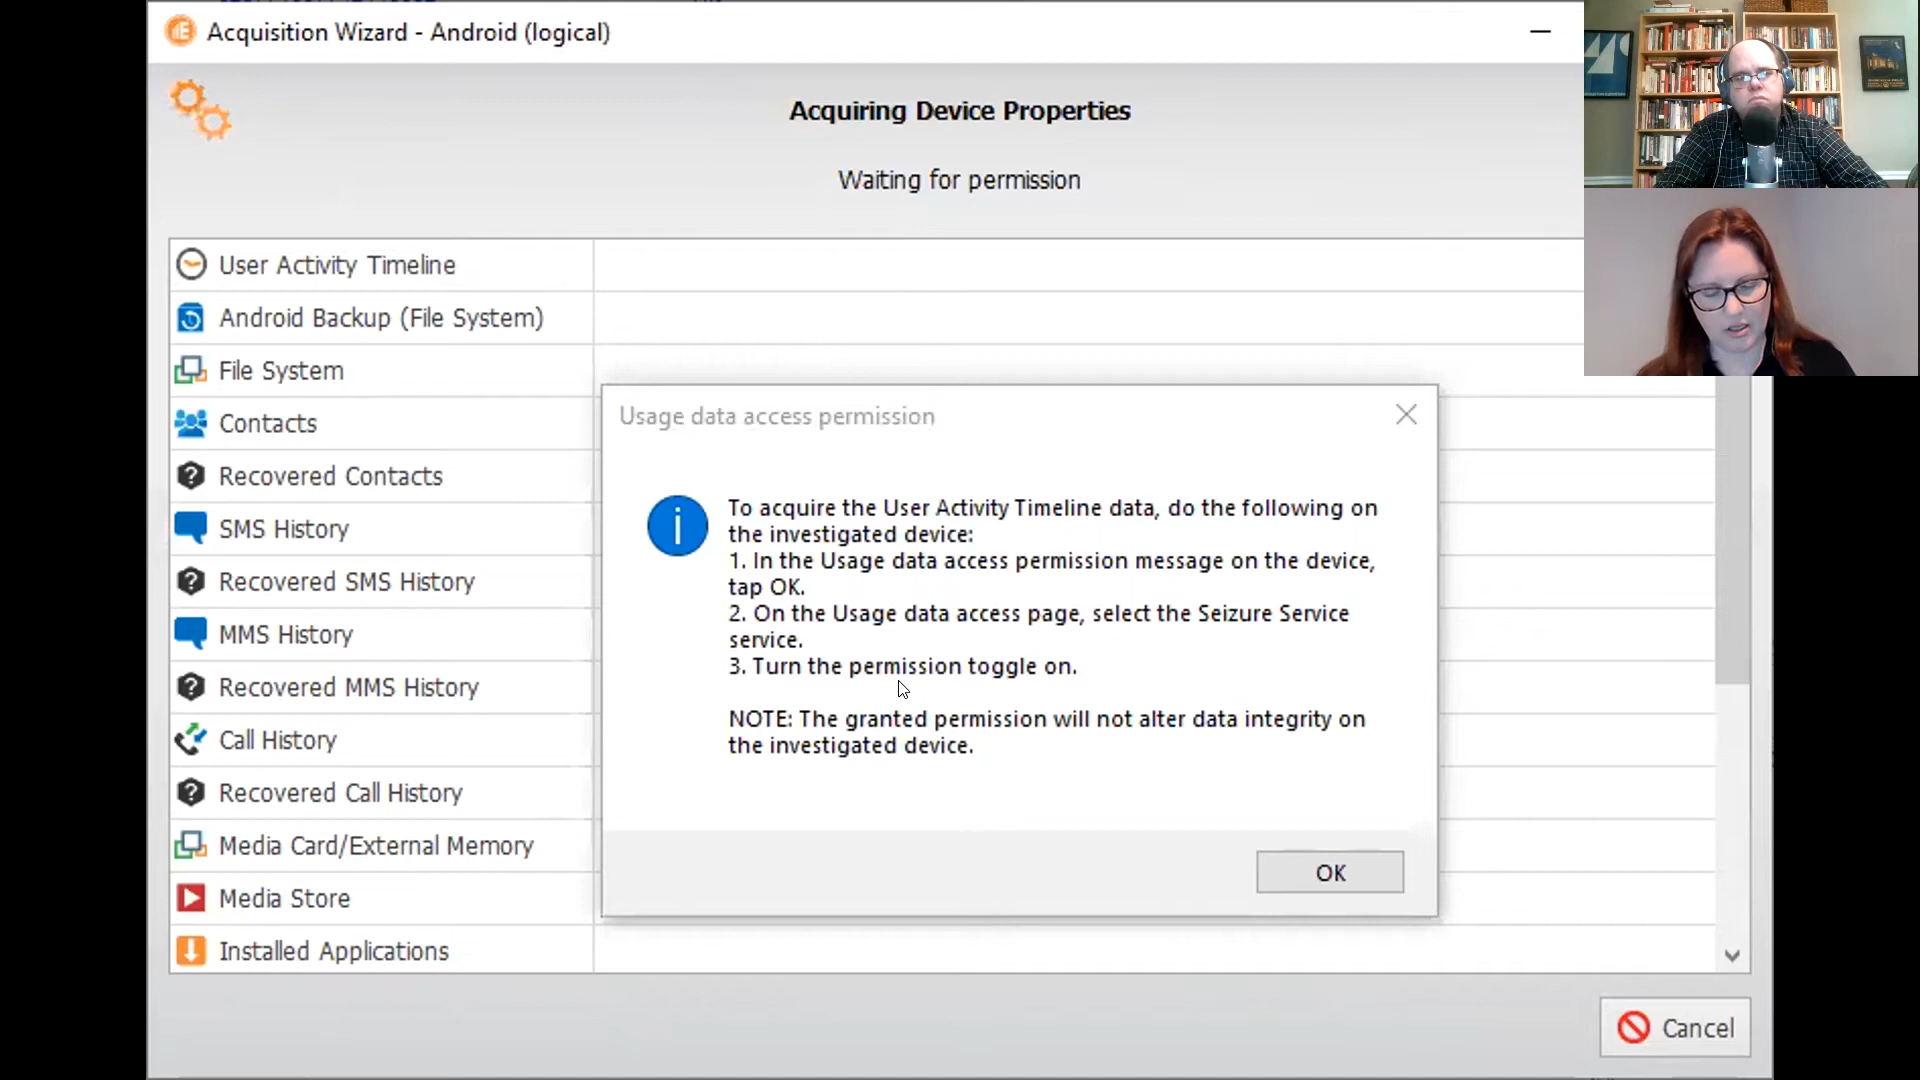 Acquisition Wizard - Android (logical)
Acquiring Device Properties
Waiting for permission
User Activity Timeline
Android Backup (File System)
File System
Contacts
Recovered Contacts
SMS History
Recovered SMS History
MMS History
Recovered MMS History
Call History
Recovered Call History
Media Card/External Memory
Media Store
Installed Applications
Usage data access permission
To acquire the User Activity Timeline data, do the following on
the investigated device:
1. In the Usage data access permission message on the device,
tap OK.
2. On the Usage data access page, select the Seizure Service
service.
3. Turn the permission toggle on.
NOTE: The granted permission will not alter data integrity on
the investigated device.
OK
Cancel